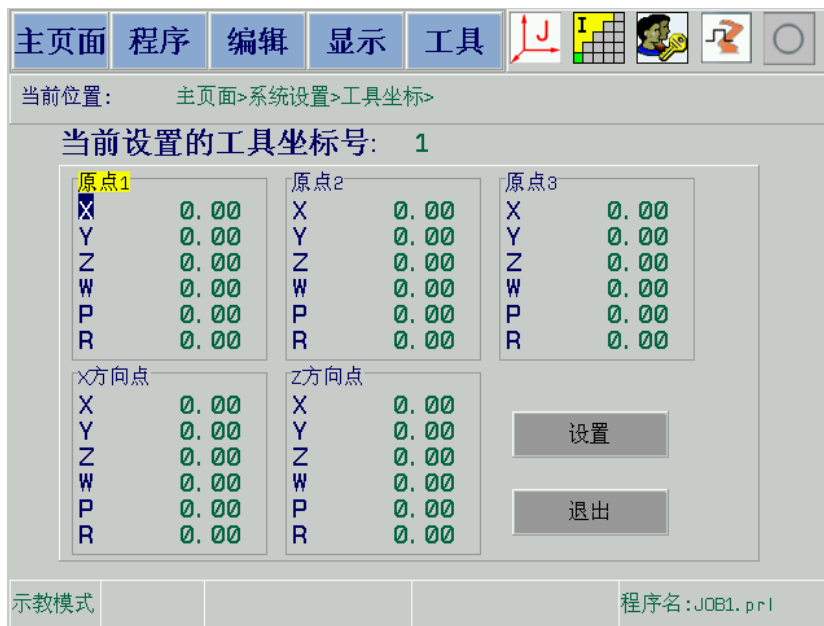 主页面 程序 编辑 显示 工具 J I
当前位置: 主页面>系统设置>工具坐标>
当前设置的工具坐标号: 1
原点1 原点2 原点3
X 0.00 X 0.00 X 0.00
Y 0.00 Y 0.00 Y 0.00
Z 0.00 Z 0.00 Z 0.00
W 0.00 W 0.00 W 0.00
P 0.00 P 0.00 P 0.00
R 0.00 R 0.00 R 0.00
X方向点 Z方向点
X 0.00 X 0.00
Y 0.00 Y 0.00
Z 0.00 Z 0.00
W 0.00 W 0.00
P 0.00 P 0.00
R 0.00 R 0.00
设置
退出
示教模式 程序名:JOB1.prl